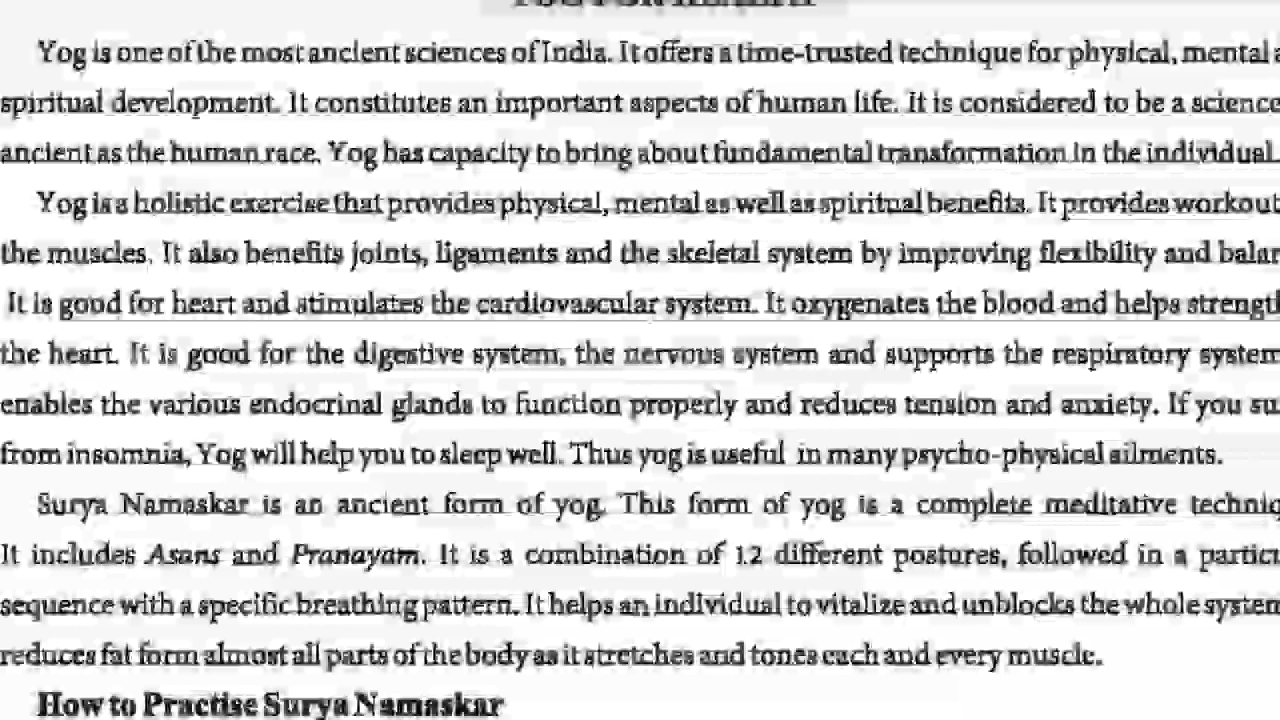 YOG FOR HEALTH
Yog is one of the most ancient sciences of India. It offers a time-trusted technique for physical, mental a
spiritual development. It constitutes an important aspects of human life. It is considered to be a science
ancient as the human race. Yog has capacity to bring about fundamental transformation in the individual.
Yog is a holistic exercise that provides physical, mental as well as spiritual benefits. It provides workout
the muscles. It also benefits joints, ligaments and the skeletal system by improving flexibility and balan
It is good for heart and stimulates the cardiovascular system. It oxygenates the blood and helps strengt
the heart. It is good for the digestive system, the nervous system and supports the respiratory system
enables the various endocrinal glands to function properly and reduces tension and anxiety. If you su
from insomnia, Yog will help you to sleep well. Thus yog is useful in many psycho-physical ailments.
Surya Namaskar is an ancient form of yog. This form of yog is a complete meditative techniq
It includes Asans and Pranayam. It is a combination of 12 different postures, followed in a particu
sequence with a specific breathing pattern. It helps an individual to vitalize and unblocks the whole system
reduces fat form almost all parts of the body as it stretches and tones each and every muscle.
How to Practise Surya Namaskar